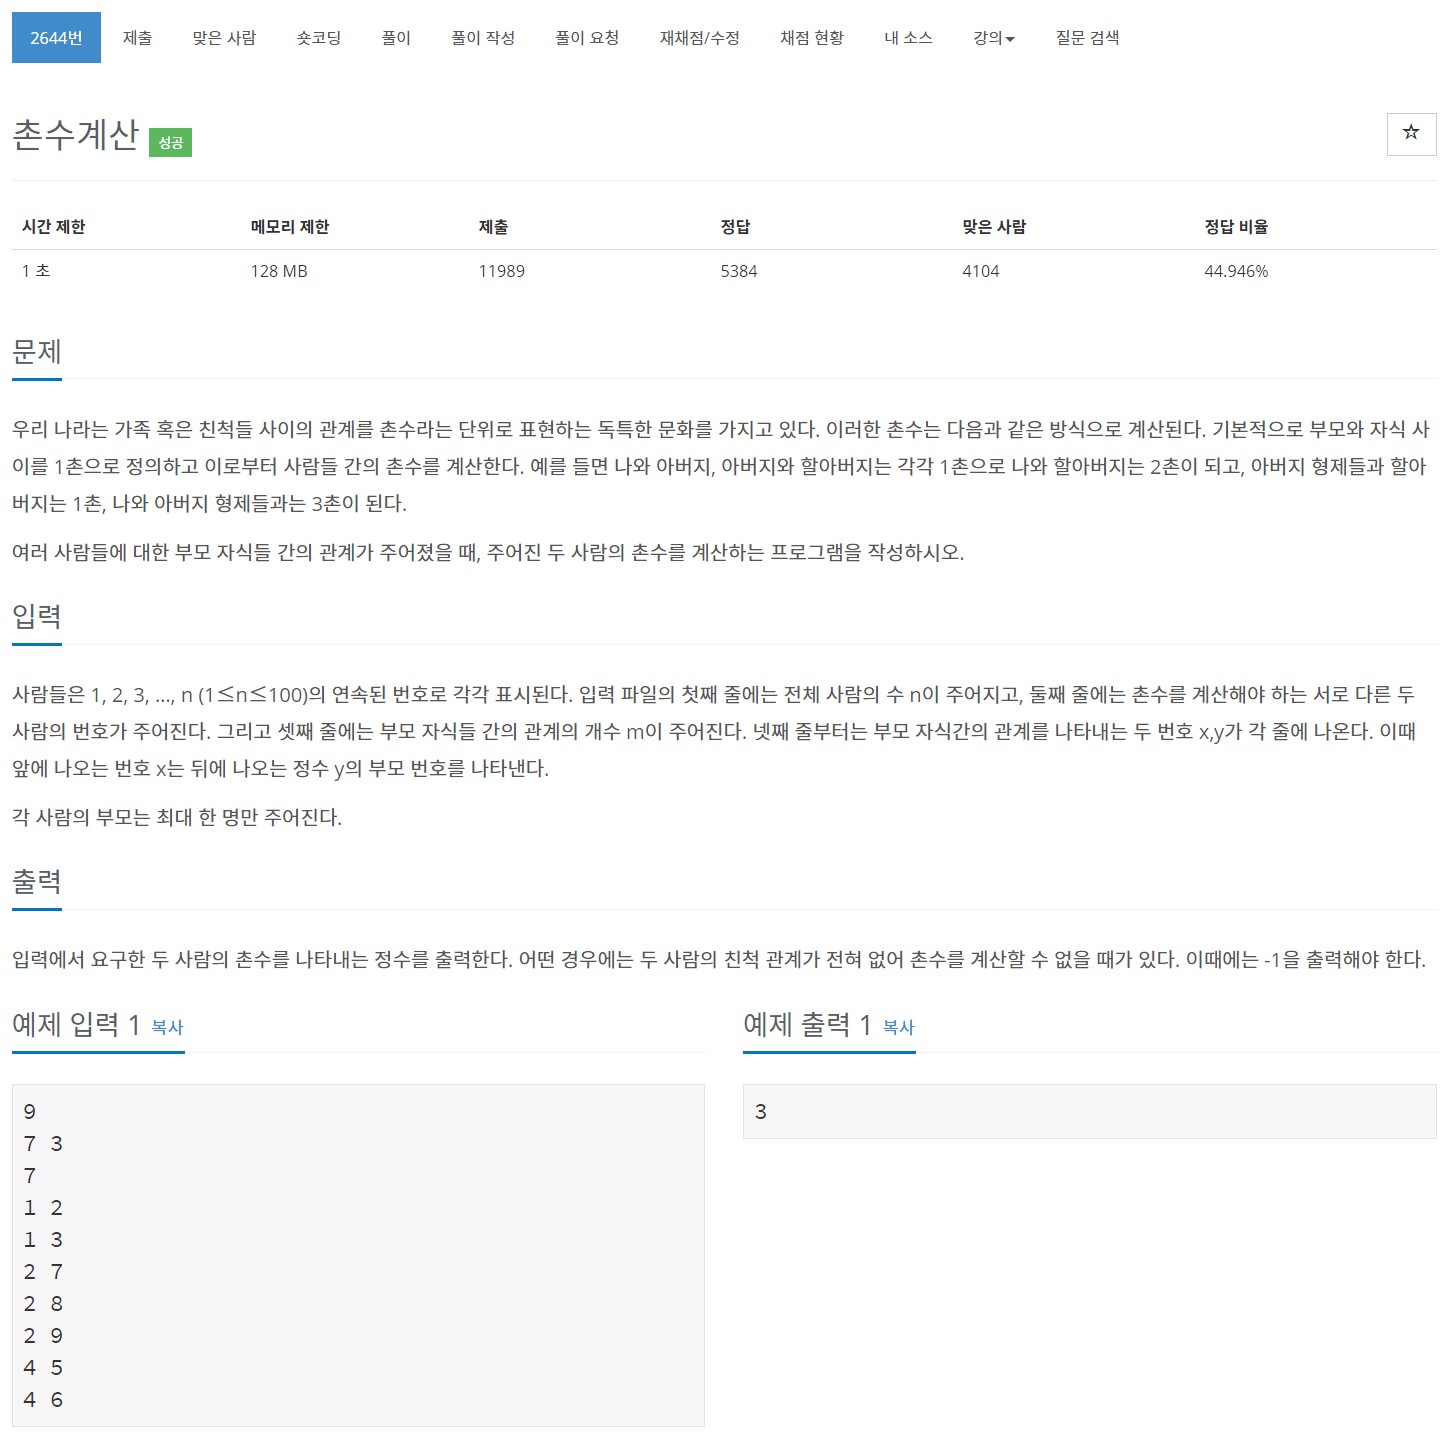 2644번 제출 맞은 사람 숏코딩 풀이 풀이 작성 풀이 요청 재채점/수정 채점 현황 내 소스 강의 질문 검색
촌수계산 성공
시간 제한 메모리 제한 제출 정답 맞은 사람 정답 비율
1 초 128 MB 11989 5384 4104 44.946%
문제
우리 나라는 가족 혹은 친척들 사이의 관계를 촌수라는 단위로 표현하는 독특한 문화를 가지고 있다. 이러한 촌수는 다음과 같은 방식으로 계산된다. 기본적으로 부모와 자식 사
이를 1촌으로 정의하고 이로부터 사람들 간의 촌수를 계산한다. 예를 들면 나와 아버지, 아버지와 할아버지는 각각 1촌으로 나와 할아버지는 2촌이 되고, 아버지 형제들과 할아
버지는 1촌, 나와 아버지 형제들과는 3촌이 된다.
여러 사람들에 대한 부모 자식들 간의 관계가 주어졌을 때, 주어진 두 사람의 촌수를 계산하는 프로그램을 작성하시오.
입력
사람들은 1, 2, 3, …, n (1≤n≤100)의 연속된 번호로 각각 표시된다. 입력 파일의 첫째 줄에는 전체 사람의 수 n이 주어지고, 둘째 줄에는 촌수를 계산해야 하는 서로 다른 두
사람의 번호가 주어진다. 그리고 셋째 줄에는 부모 자식들 간의 관계의 개수 m이 주어진다. 넷째 줄부터는 부모 자식간의 관계를 나타내는 두 번호 x,y가 각 줄에 나온다. 이때
앞에 나오는 번호 x는 뒤에 나오는 정수 y의 부모 번호를 나타낸다.
각 사람의 부모는 최대 한 명만 주어진다.
출력
입력에서 요구한 두 사람의 촌수를 나타내는 정수를 출력한다. 어떤 경우에는 두 사람의 친척 관계가 전혀 없어 촌수를 계산할 수 없을 때가 있다. 이때에는 -1을 출력해야 한다.
예제 입력 1 복사
9
7 3
7
1 2
1 3
2 7
2 8
2 9
4 5
4 6
예제 출력 1 복사
3